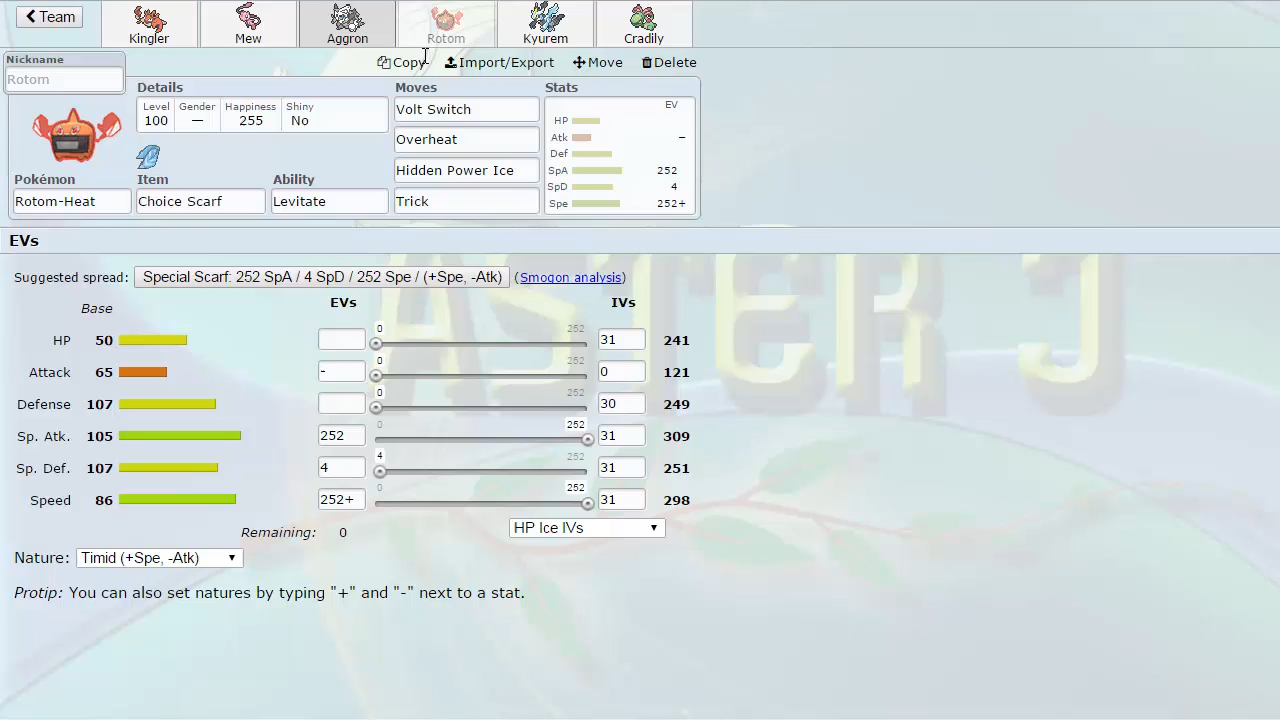 Team
Kingler
Mew
Aggron
Rotom
Kyurem
Cradily
Nickname
Rotom
Copy
Import/Export
Move
Delete
Details
Level
100
Gender
—
Happiness
255
Shiny
No
Pokémon
Rotom-Heat
Item
Choice Scarf
Ability
Levitate
Moves
Volt Switch
Overheat
Hidden Power Ice
Trick
Stats
EV
HP
Atk –
Def
SpA 252
SpD 4
Spe 252+
EVs
Suggested spread: Special Scarf: 252 SpA / 4 SpD / 252 Spe / (+Spe, -Atk) (Smogon analysis)
Base EVs IVs
HP 50 0 252 31 241
Attack 65 - 0 252 0 121
Defense 107 0 252 30 249
Sp. Atk. 105 252 0 252 31 309
Sp. Def. 107 4 4 252 31 251
Speed 86 252+ 0 252 31 298
Remaining: 0 HP Ice IVs
Nature: Timid (+Spe, -Atk)
Protip: You can also set natures by typing "+" and "-" next to a stat.
ASTER J